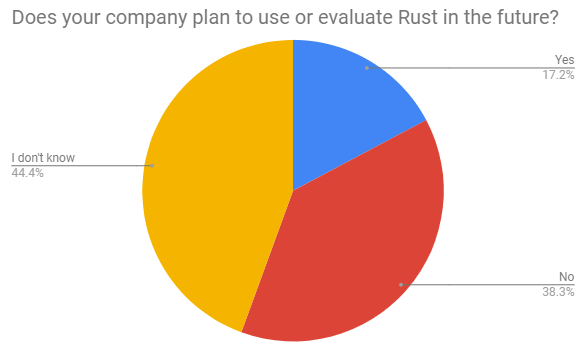 Does your company plan to use or evaluate Rust in the future?
Yes
17.2%
I don't know
44.4%
No
38.3%